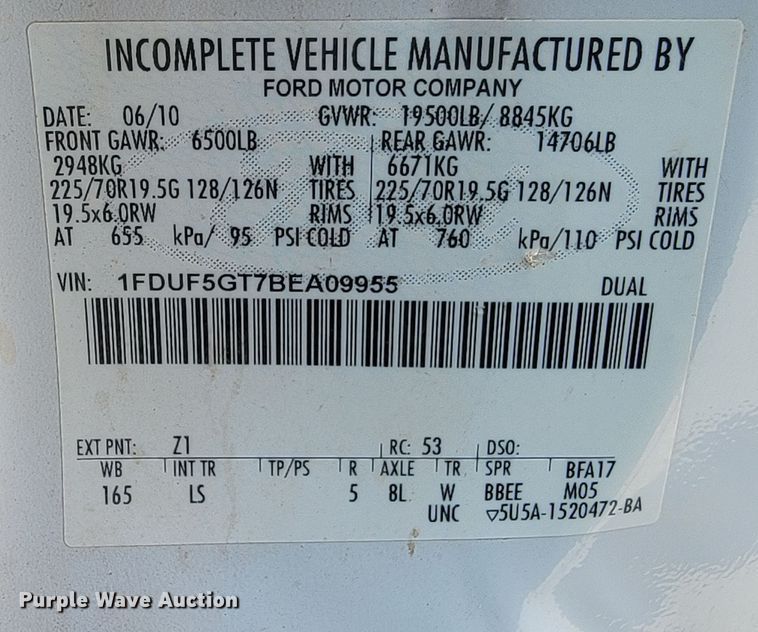 INCOMPLETE VEHICLE MANUFACTURED BY
FORD MOTOR COMPANY
DATE: 06/10 GVWR: 19500LB/ 8845KG
FRONT GAWR: 6500LB REAR GAWR: 14706LB
2948KG WITH 6671KG WITH
225/70R19.5G 128/126N TIRES 225/70R19.5G 128/126N TIRES
19.5x6.0RW RIMS 19.5x6.0RW RIMS
AT 655 kPa/ 95 PSI COLD AT 760 kPa/110 PSI COLD
VIN: 1FDUF5GT7BEA09955 DUAL
EXT PNT: Z1 RC: 53 DSO:
WB INT TR TP/PS R AXLE TR SPR BFA17
165 LS 5 8L W BBEE M05
UNC ▽5U5A-1520472-BA
Purple Wave Auction